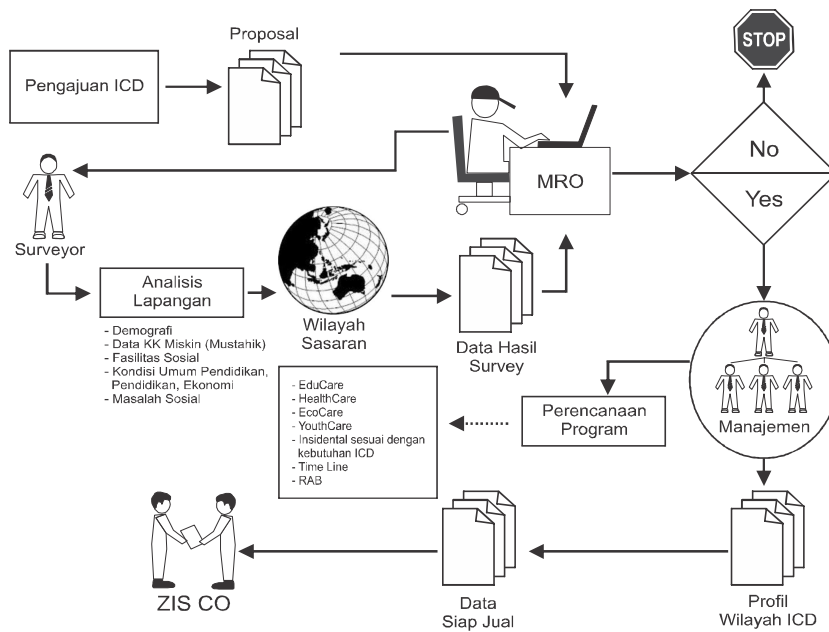 Proposal
Pengajuan ICD
STOP
No
MRO
Yes
Surveyor
Analisis
Lapangan
- Demografi
- Data KK Miskin (Mustahik)
- Fasilitas Sosial
- Kondisi Umum Pendidikan,
Pendidikan, Ekonomi
- Masalah Sosial
Wilayah
Sasaran
Data Hasil
Survey
- EduCare
- HealthCare
- EcoCare
- YouthCare
- Insidental sesuai dengan
kebutuhan ICD
- Time Line
- RAB
Perencanaan
Program
Manajemen
ZIS CO
Data
Siap Jual
Profil
Wilayah ICD